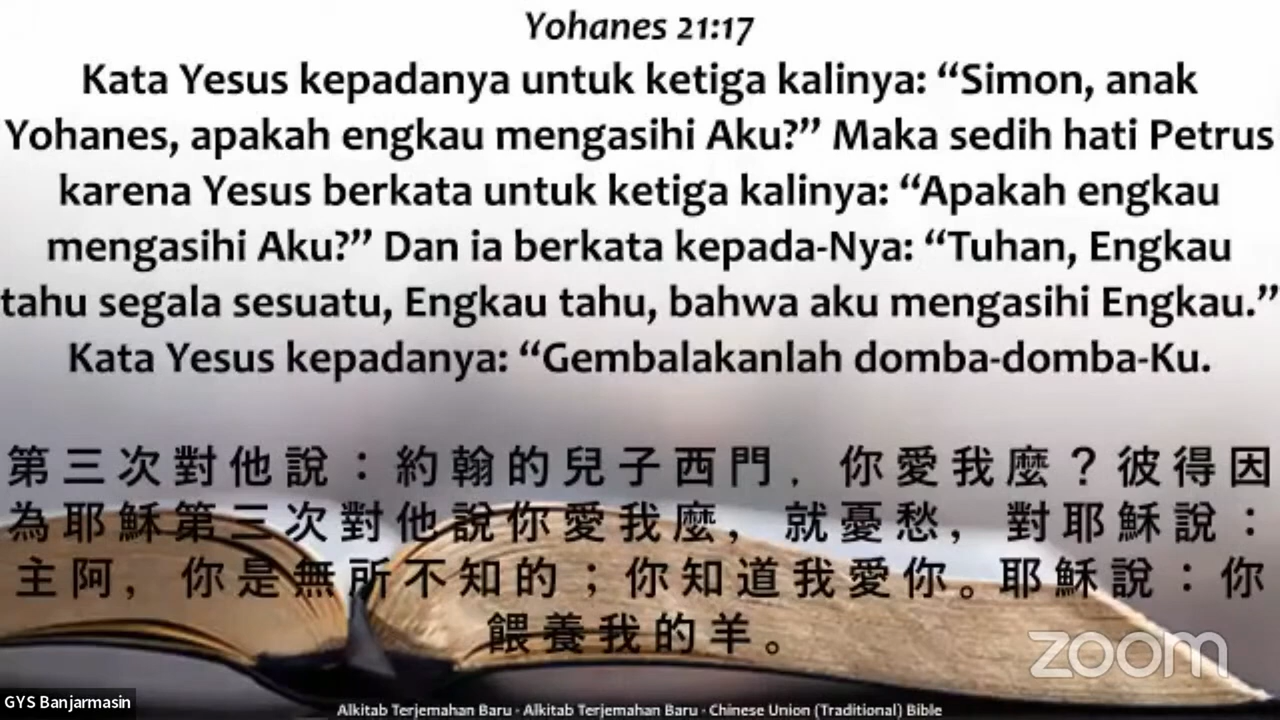 Yohanes 21:17
Kata Yesus kepadanya untuk ketiga kalinya: “Simon, anak
Yohanes, apakah engkau mengasihi Aku?” Maka sedih hati Petrus
karena Yesus berkata untuk ketiga kalinya: “Apakah engkau
mengasihi Aku?” Dan ia berkata kepada-Nya: “Tuhan, Engkau
tahu segala sesuatu, Engkau tahu, bahwa aku mengasihi Engkau.”
Kata Yesus kepadanya: “Gembalakanlah domba-domba-Ku.
第三次對他說：約翰的兒子西門，你愛我麼？彼得因
為耶穌第三次對他說你愛我麼，就憂愁，對耶穌說：
主阿，你是無所不知的；你知道我愛你。耶穌說：你
餵養我的羊。
zoom
GYS Banjarmasin
Alkitab Terjemahan Baru - Alkitab Terjemahan Baru - Chinese Union (Traditional) Bible